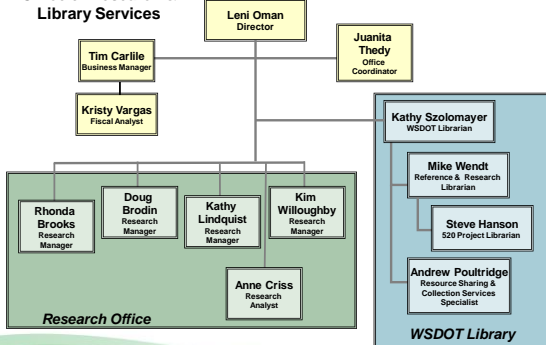 Library Services
Leni Oman
Director
Juanita
Thedy
Office
Coordinator
Tim Carlile
Business Manager
Kristy Vargas
Fiscal Analyst
Kathy Szolomayer
WSDOT Librarian
Mike Wendt
Reference & Research
Librarian
Steve Hanson
520 Project Librarian
Andrew Poultridge
Resource Sharing &
Collection Services
Specialist
WSDOT Library
Rhonda
Brooks
Research
Manager
Doug
Brodin
Research
Manager
Kathy
Lindquist
Research
Manager
Kim
Willoughby
Research
Manager
Anne Criss
Research
Analyst
Research Office